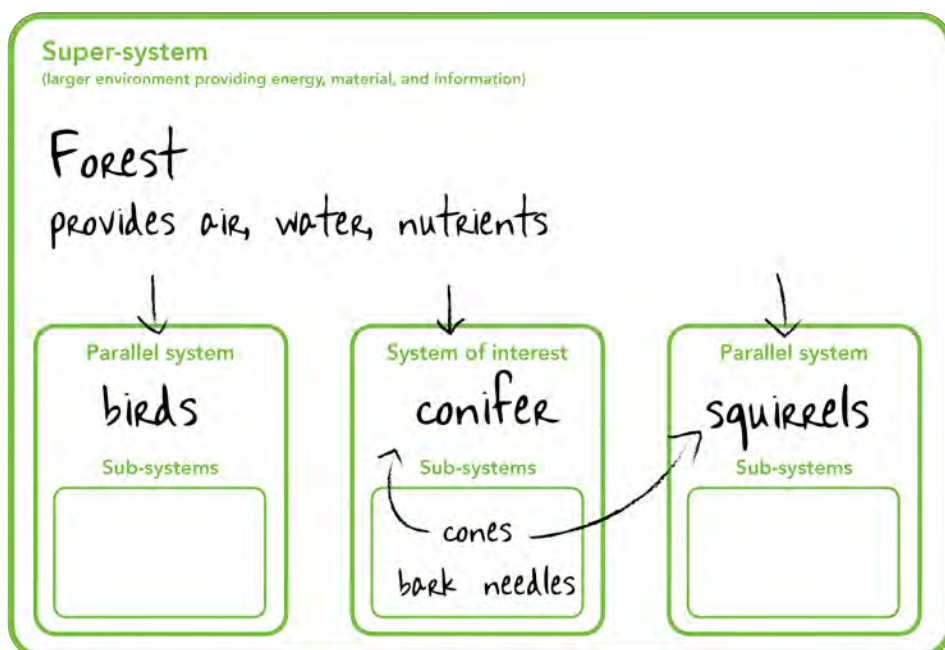 Super-system
(larger environment providing energy, material, and information)
Forest
provides air, water, nutrients
Parallel system
birds
Sub-systems
System of interest
conifer
Sub-systems
cones
bark needles
Parallel system
squirrels
Sub-systems